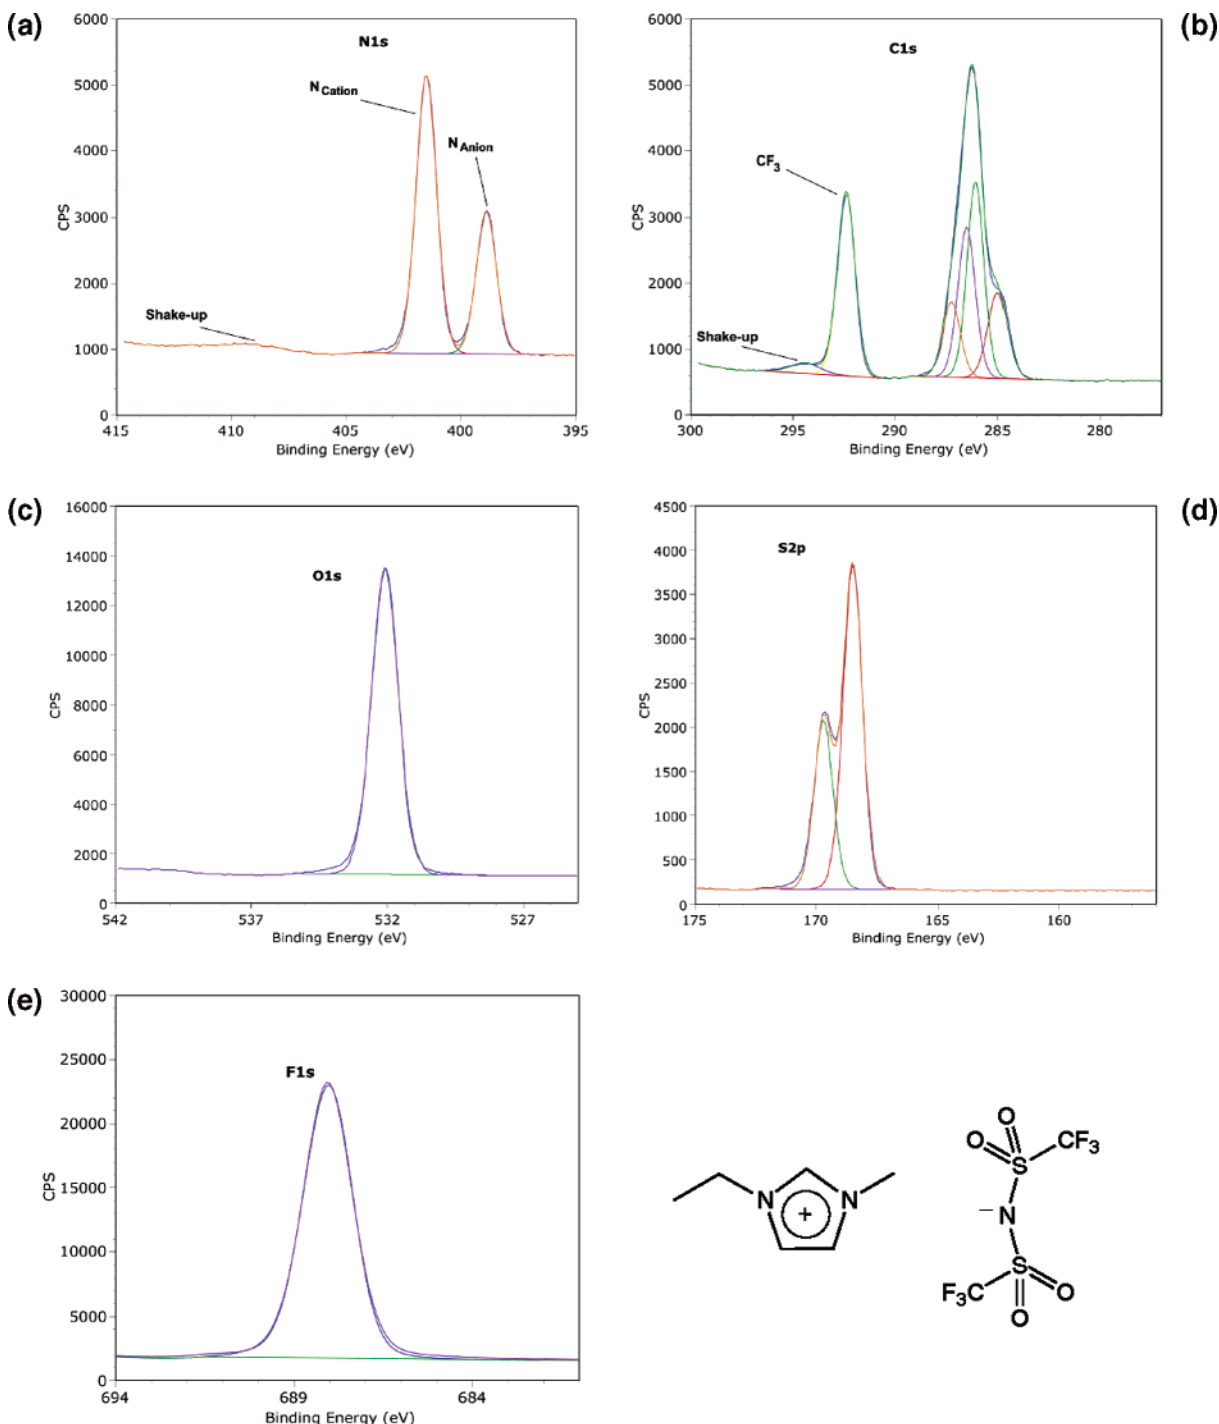 (a)
6000
5000
4000
3000
2000
1000
0
CPS
N1s
N Cation
N Anion
Shake-up
415 410 405 400 395
Binding Energy (eV)
(b)
6000
5000
4000
3000
2000
1000
0
CPS
C1s
CF3
Shake-up
300 295 290 285 280
Binding Energy (eV)
(c)
16000
14000
12000
10000
8000
6000
4000
2000
0
CPS
O1s
542 537 532 527
Binding Energy (eV)
(d)
4500
4000
3500
3000
2500
2000
1500
1000
500
0
CPS
S2p
175 170 165 160
Binding Energy (eV)
(e)
30000
25000
20000
15000
10000
5000
0
CPS
F1s
694 689 684
Binding Energy (eV)
N + N
O O
S CF3
− N
S
F3C O O